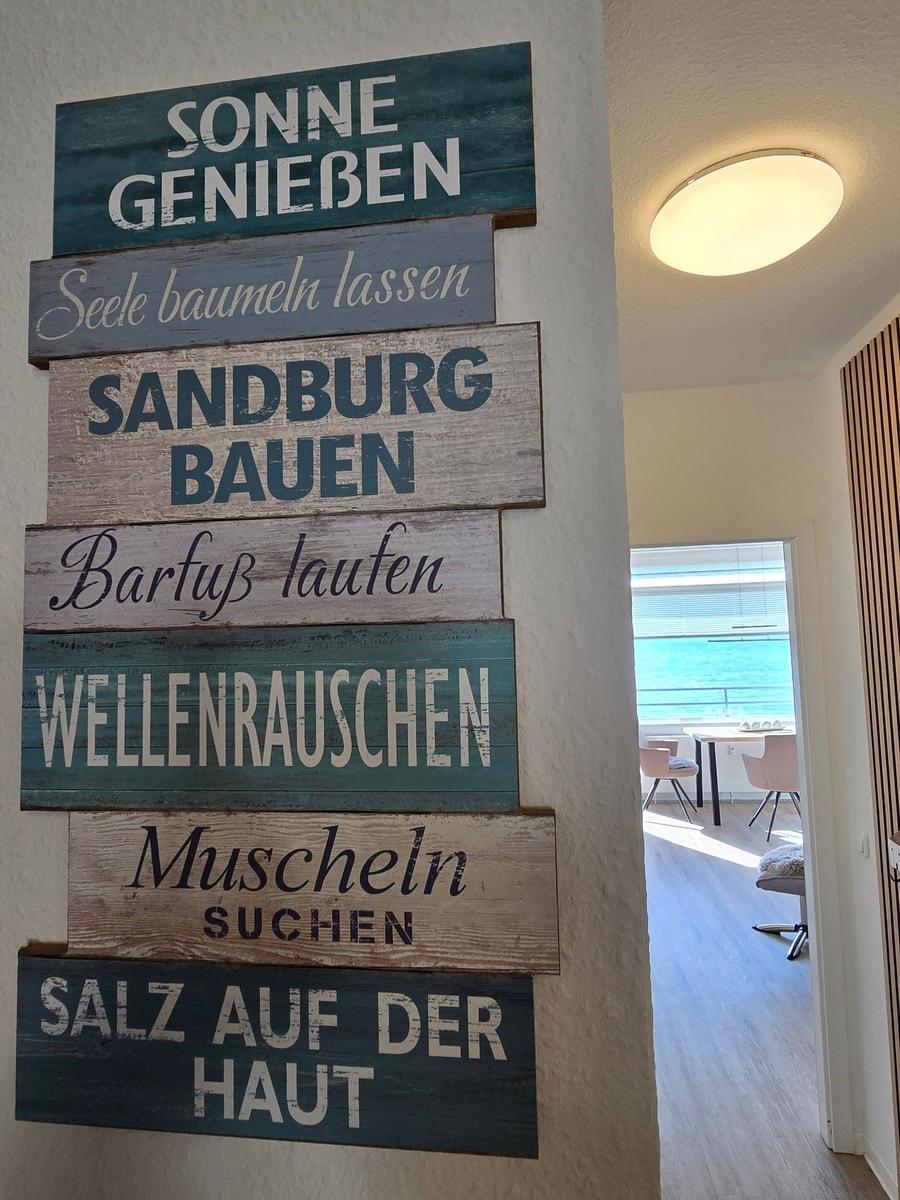 SONNE
GENIEßEN
Seele baumeln lassen
SANDBURG
BAUEN
Barfuß laufen
WELLENRAUSCHEN
Muscheln
SUCHEN
SALZ AUF DER
HAUT